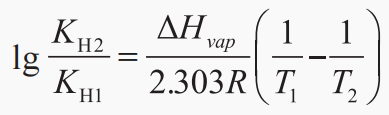 lg K_H2 / K_H1 = ΔH_vap / 2.303R (1/T_1 − 1/T_2)